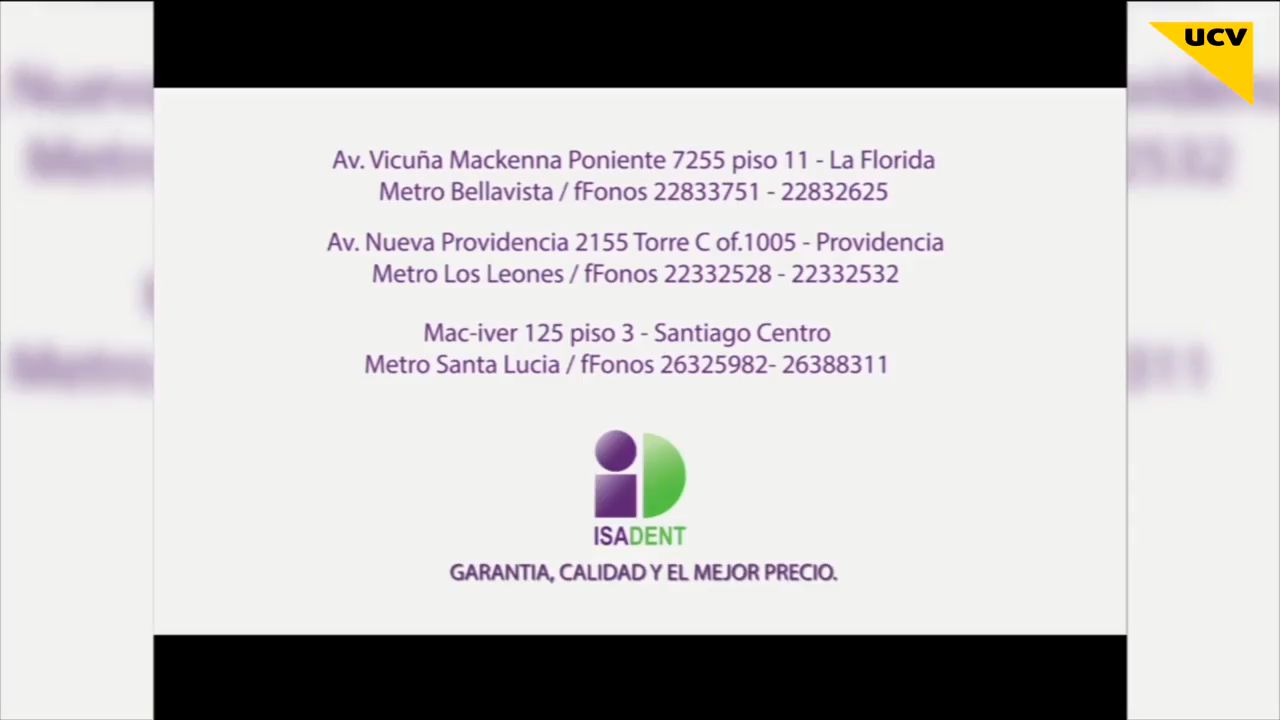 UCV
Av. Vicuña Mackenna Poniente 7255 piso 11 - La Florida
Metro Bellavista / fFonos 22833751 - 22832625
Av. Nueva Providencia 2155 Torre C of.1005 - Providencia
Metro Los Leones / fFonos 22332528 - 22332532
Mac-iver 125 piso 3 - Santiago Centro
Metro Santa Lucia / fFonos 26325982- 26388311
ISADENT
GARANTIA, CALIDAD Y EL MEJOR PRECIO.